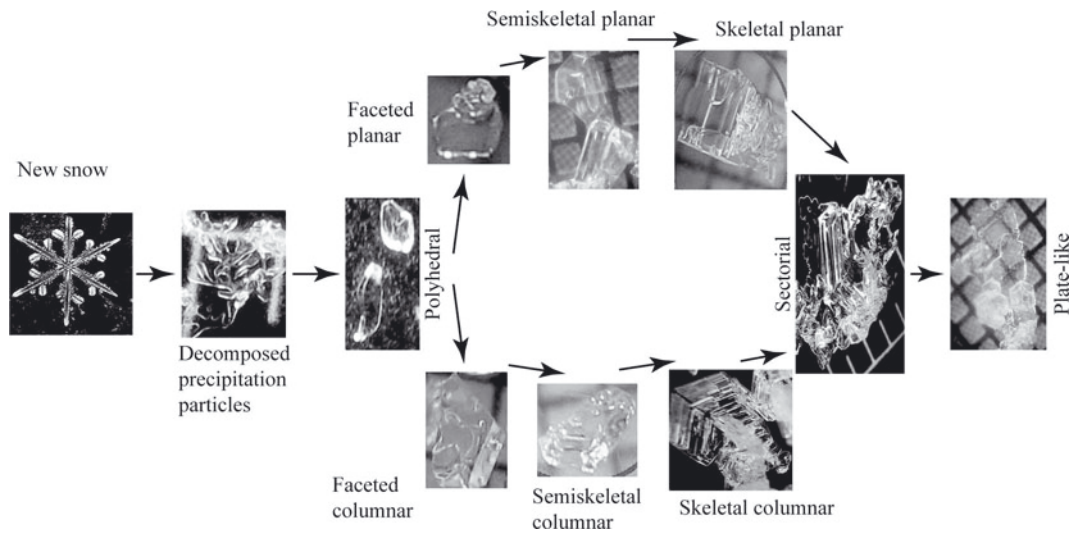 Semiskeletal planar
Skeletal planar
Faceted
planar
New snow
Polyhedral
Sectorial
Plate-like
Decomposed
precipitation
particles
Faceted
columnar
Semiskeletal
columnar
Skeletal columnar